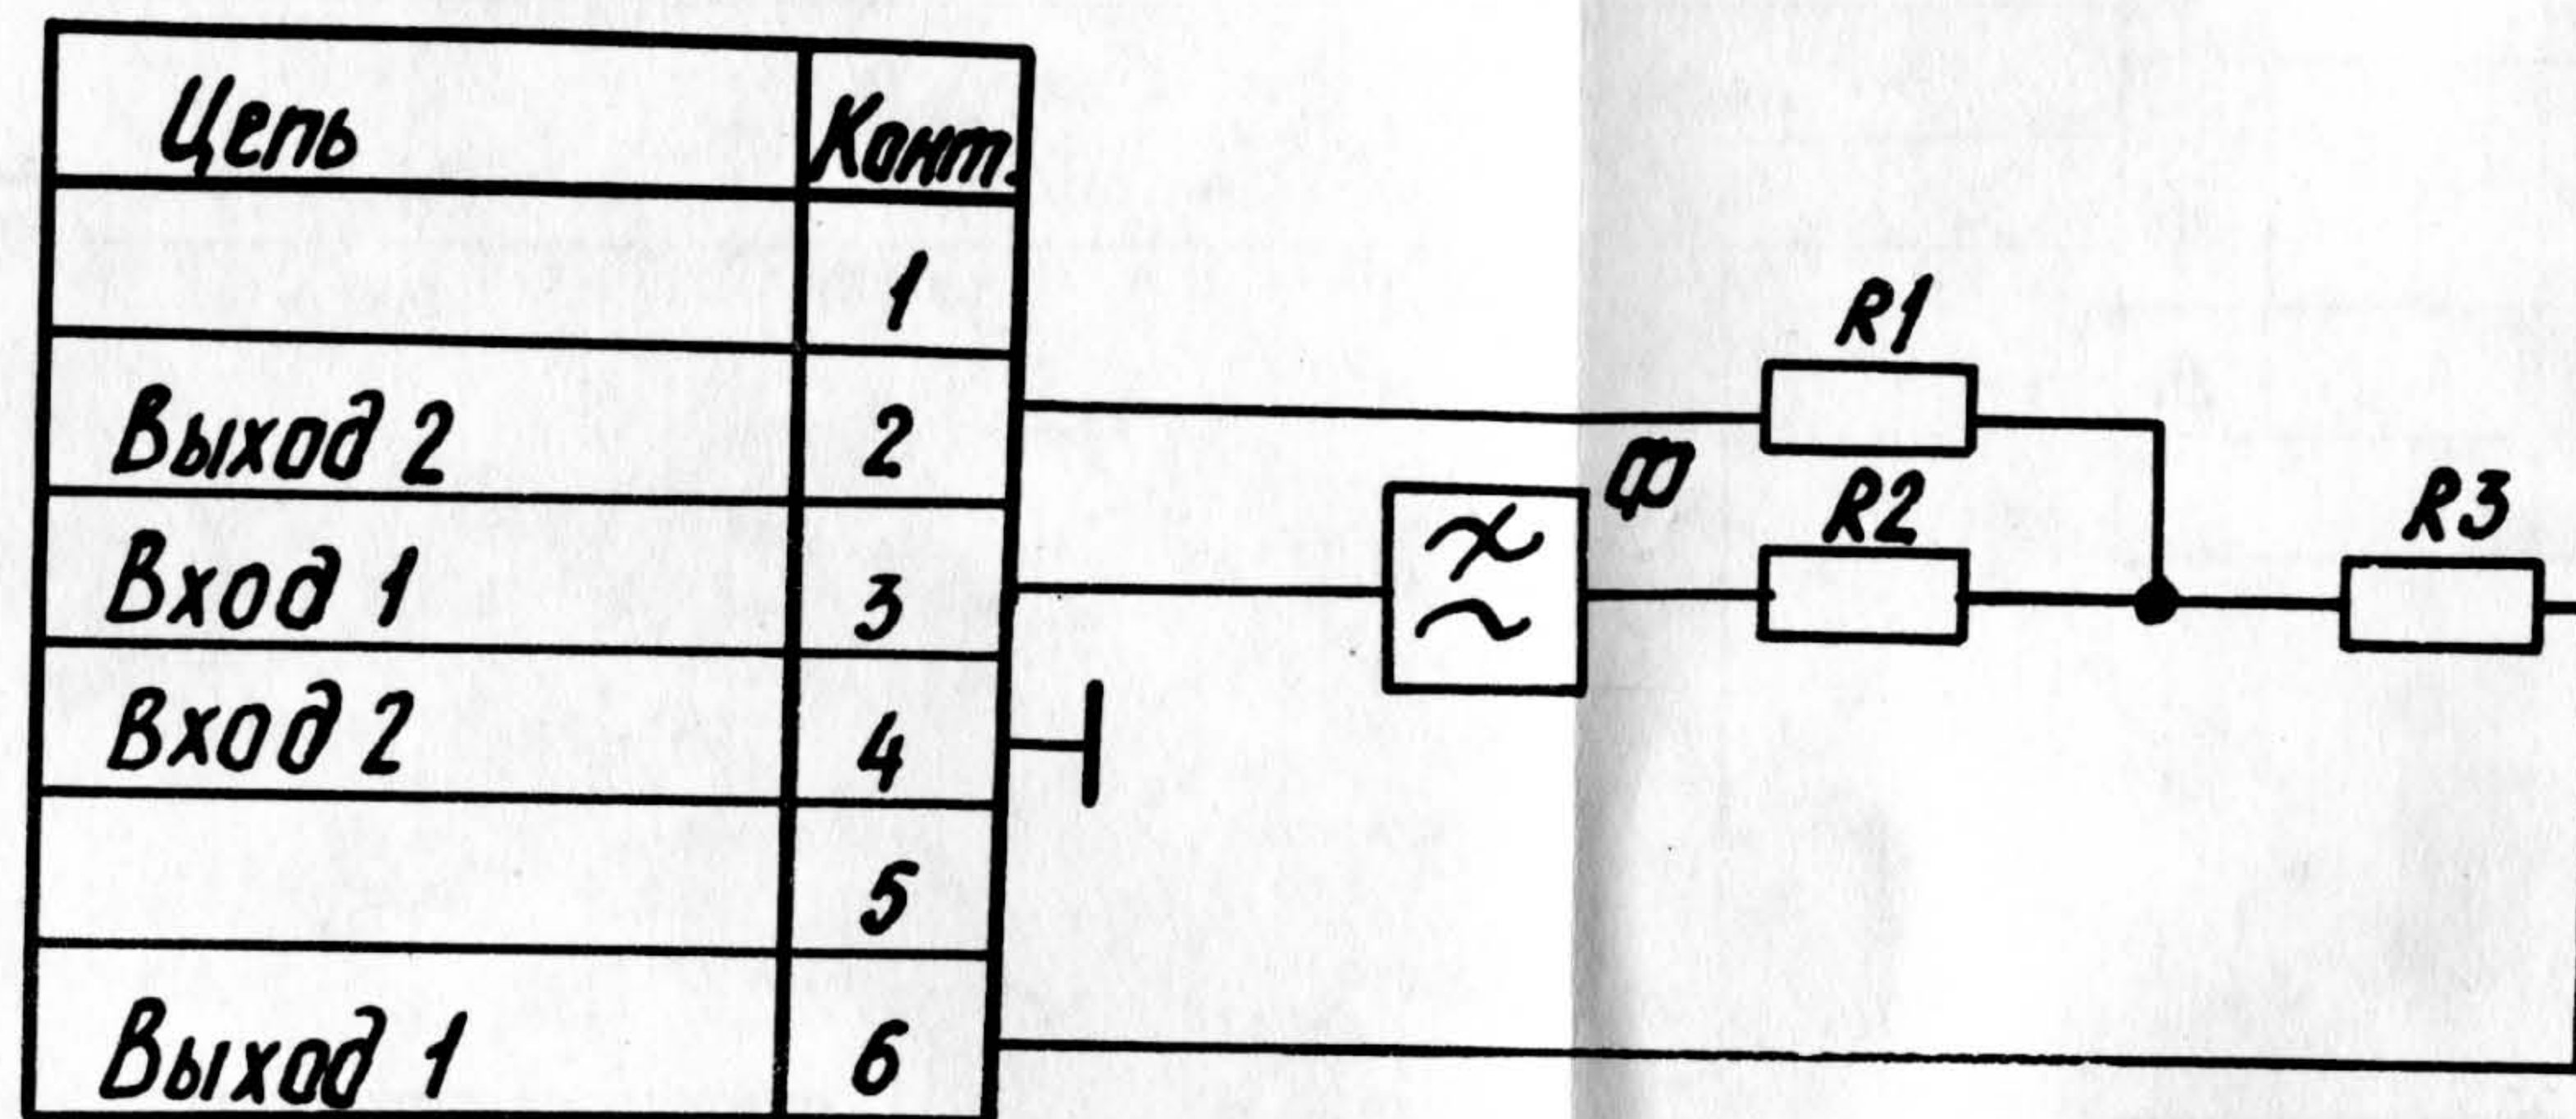 Цепь Конт.
1
Выход 2 2
Вход 1 3
Вход 2 4
5
Выход 1 6
R1
Ф
R2
R3